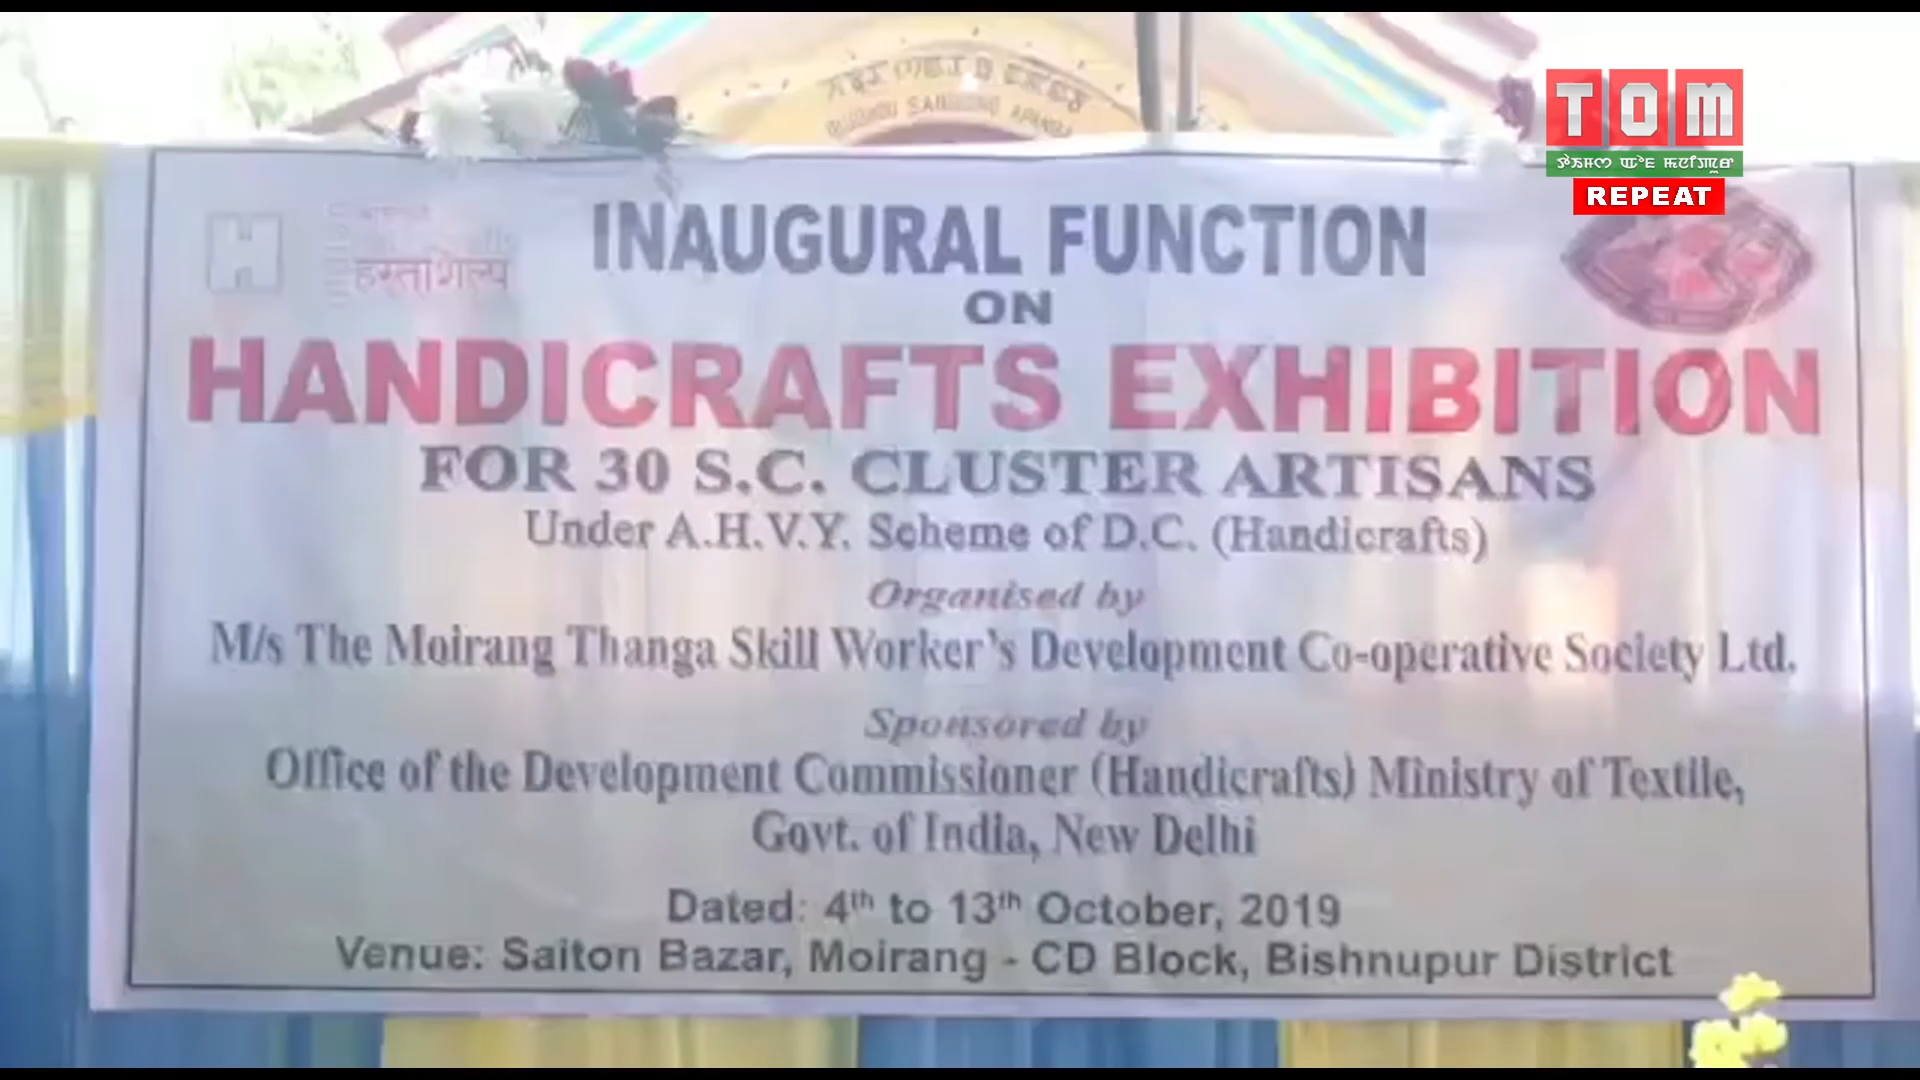 TOM
REPEAT
हस्तशिल्प
INAUGURAL FUNCTION
ON
HANDICRAFTS EXHIBITION
FOR 30 S.C. CLUSTER ARTISANS
Under A.H.V.Y. Scheme of D.C. (Handicrafts)
Organised by
M/s The Moirang Thanga Skill Worker's Development Co-operative Society Ltd.
Sponsored by
Office of the Development Commissioner (Handicrafts) Ministry of Textile,
Govt. of India, New Delhi
Dated: 4th to 13th October, 2019
Venue: Saiton Bazar, Moirang - CD Block, Bishnupur District